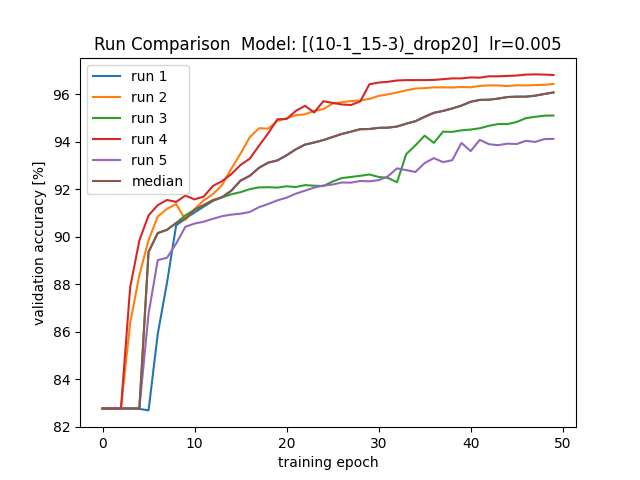 Run Comparison  Model: [(10-1_15-3)_drop20]  lr=0.005
run 1
run 2
run 3
run 4
run 5
median
validation accuracy [%]
96
94
92
90
88
86
84
82
0 10 20 30 40 50
training epoch